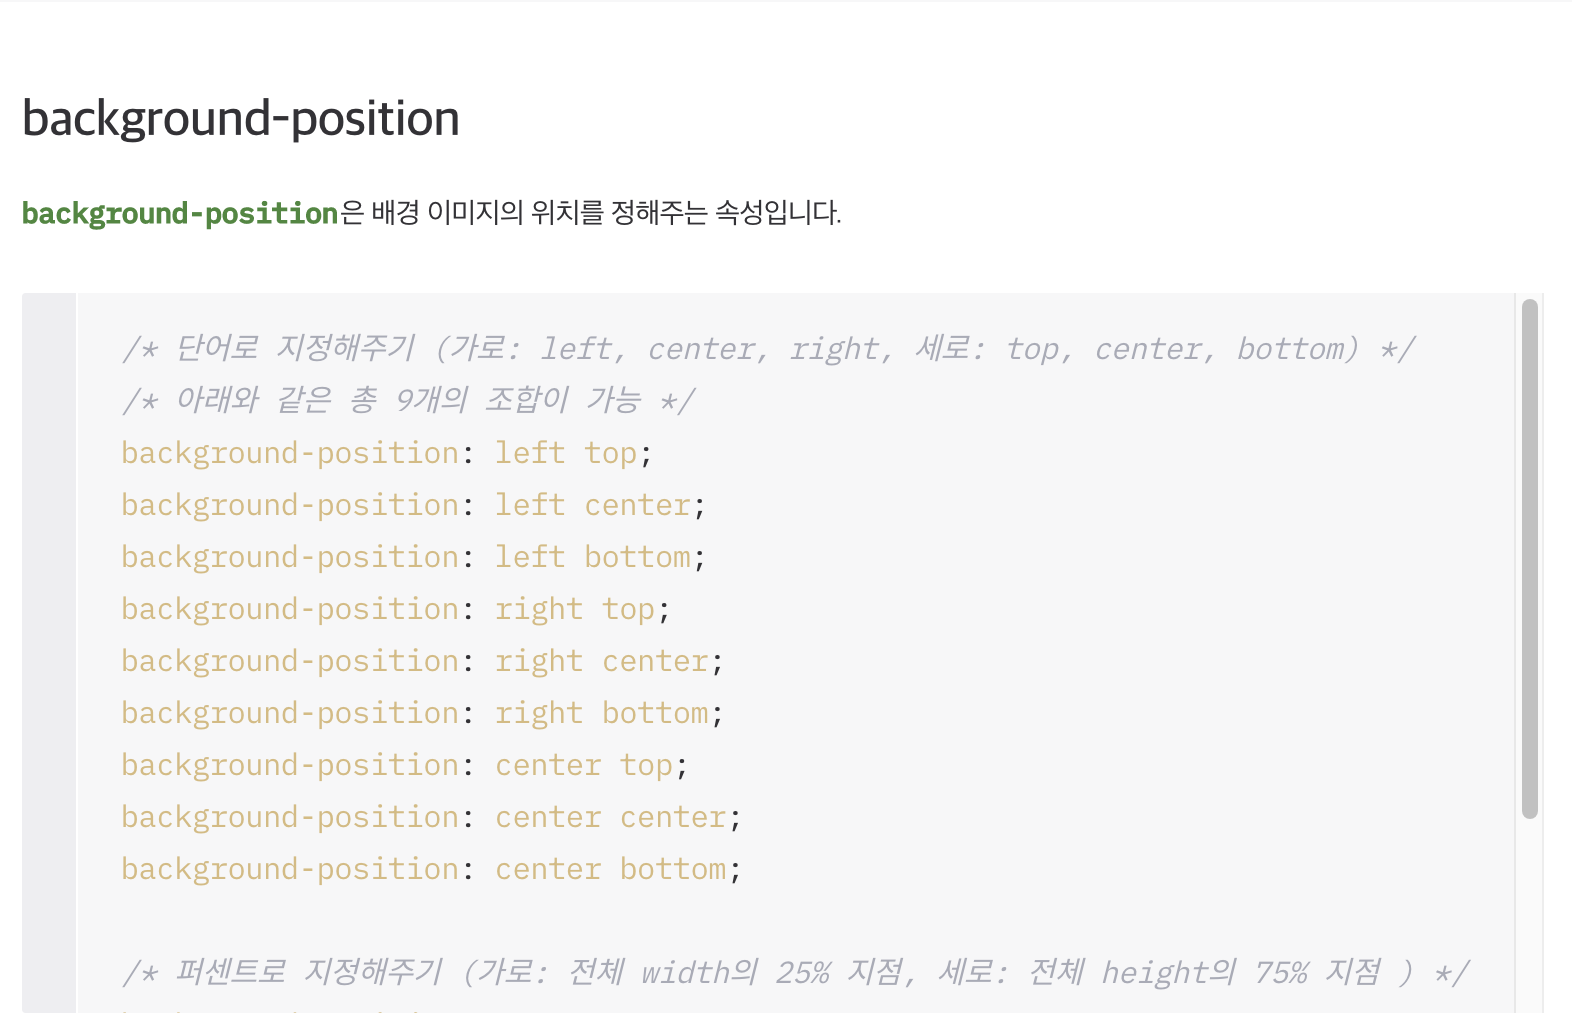 background-position
background-position은 배경 이미지의 위치를 정해주는 속성입니다.
/* 단어로 지정해주기 (가로: left, center, right, 세로: top, center, bottom) */
/* 아래와 같은 총 9개의 조합이 가능 */
background-position: left top;
background-position: left center;
background-position: left bottom;
background-position: right top;
background-position: right center;
background-position: right bottom;
background-position: center top;
background-position: center center;
background-position: center bottom;
/* 퍼센트로 지정해주기 (가로: 전체 width의 25% 지점, 세로: 전체 height의 75% 지점 ) */